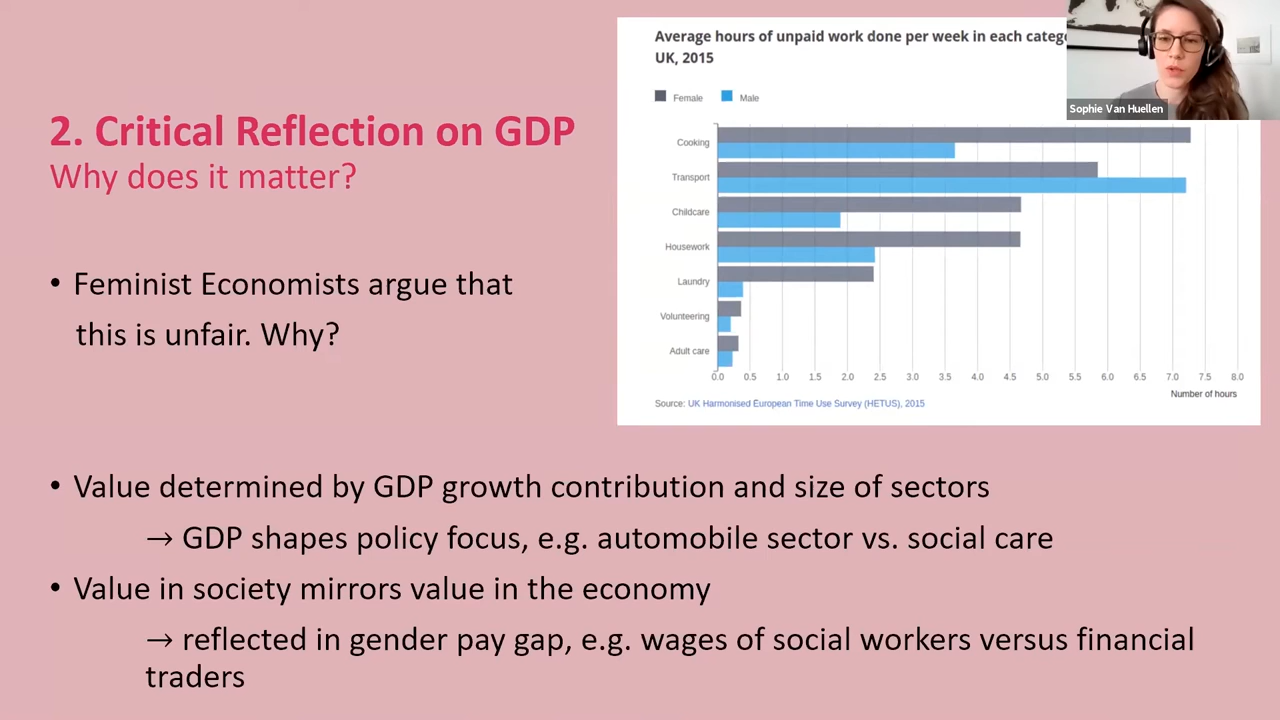 2. Critical Reflection on GDP
Why does it matter?
• Feminist Economists argue that
this is unfair. Why?
Average hours of unpaid work done per week in each
UK, 2015
Female
Male
Cooking
Transport
Childcare
Housework
Laundry
Volunteering
Adult care
0.0 0.5 1.0 1.5 2.0 2.5 3.0 3.5 4.0 4.5 5.0 5.5 6.0 6.5 7.0 7.5 8.0
Number of hours
Source: UK Harmonised European Time Use Survey (HETUS), 2015
Sophie Van Huellen
• Value determined by GDP growth contribution and size of sectors
→ GDP shapes policy focus, e.g. automobile sector vs. social care
• Value in society mirrors value in the economy
→ reflected in gender pay gap, e.g. wages of social workers versus financial
traders